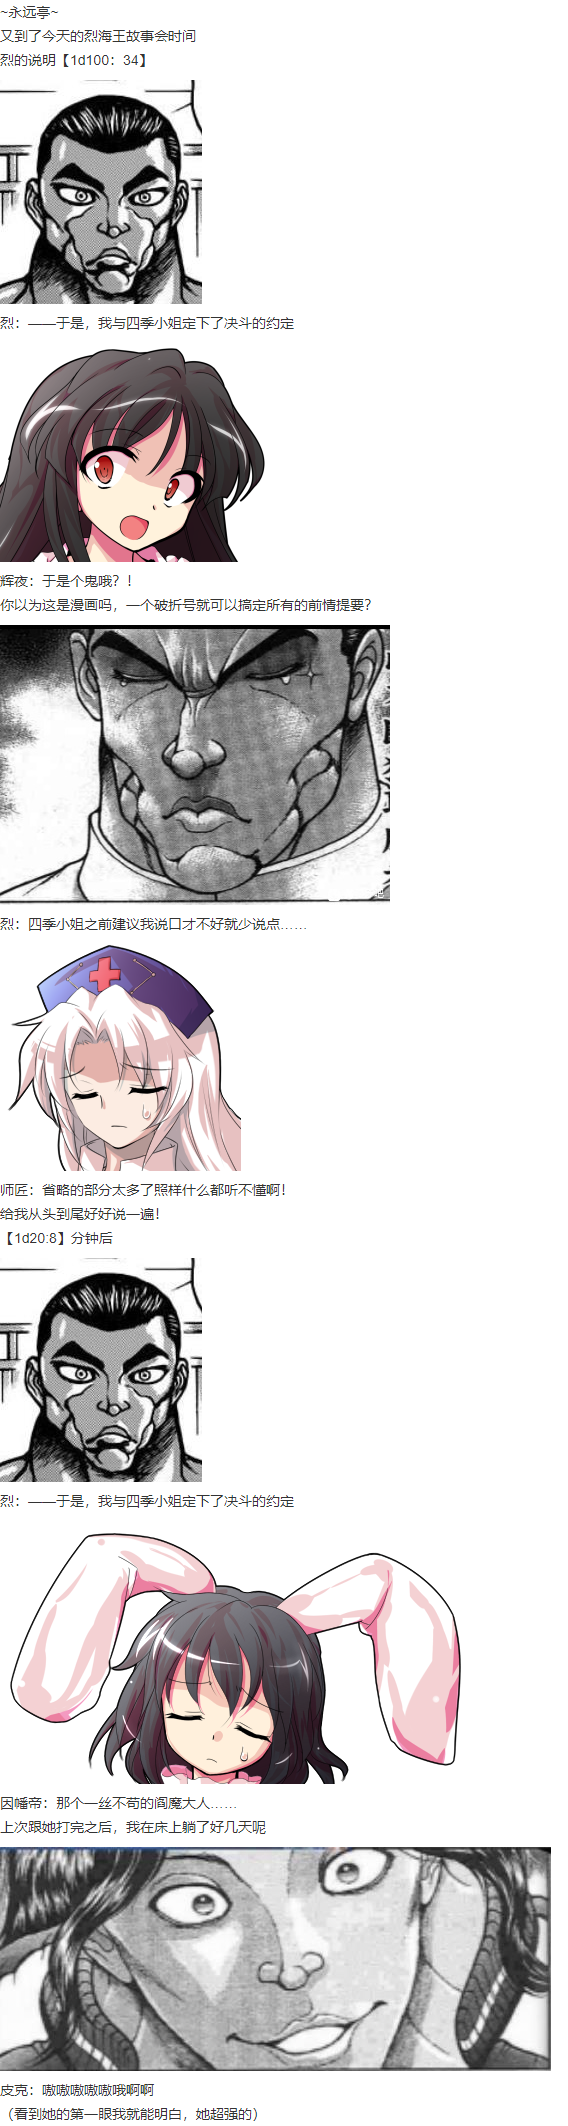 ~永远亭~
又到了今天的烈海王故事会时间
烈的说明【1d100：34】
烈：——于是，我与四季小姐定下了决斗的约定
辉夜：于是个鬼哦？！
你以为这是漫画吗，一个破折号就可以搞定所有的前情提要？
烈：四季小姐之前建议我说口才不好就少说点……
师匠：省略的部分太多了照样什么都听不懂啊！
给我从头到尾好好说一遍！
【1d20:8】分钟后
烈：——于是，我与四季小姐定下了决斗的约定
因幡帝：那个一丝不苟的阎魔大人……
上次跟她打完之后，我在床上躺了好几天呢
皮克：嗷嗷嗷嗷嗷哦啊啊
（看到她的第一眼我就能明白，她超强的）